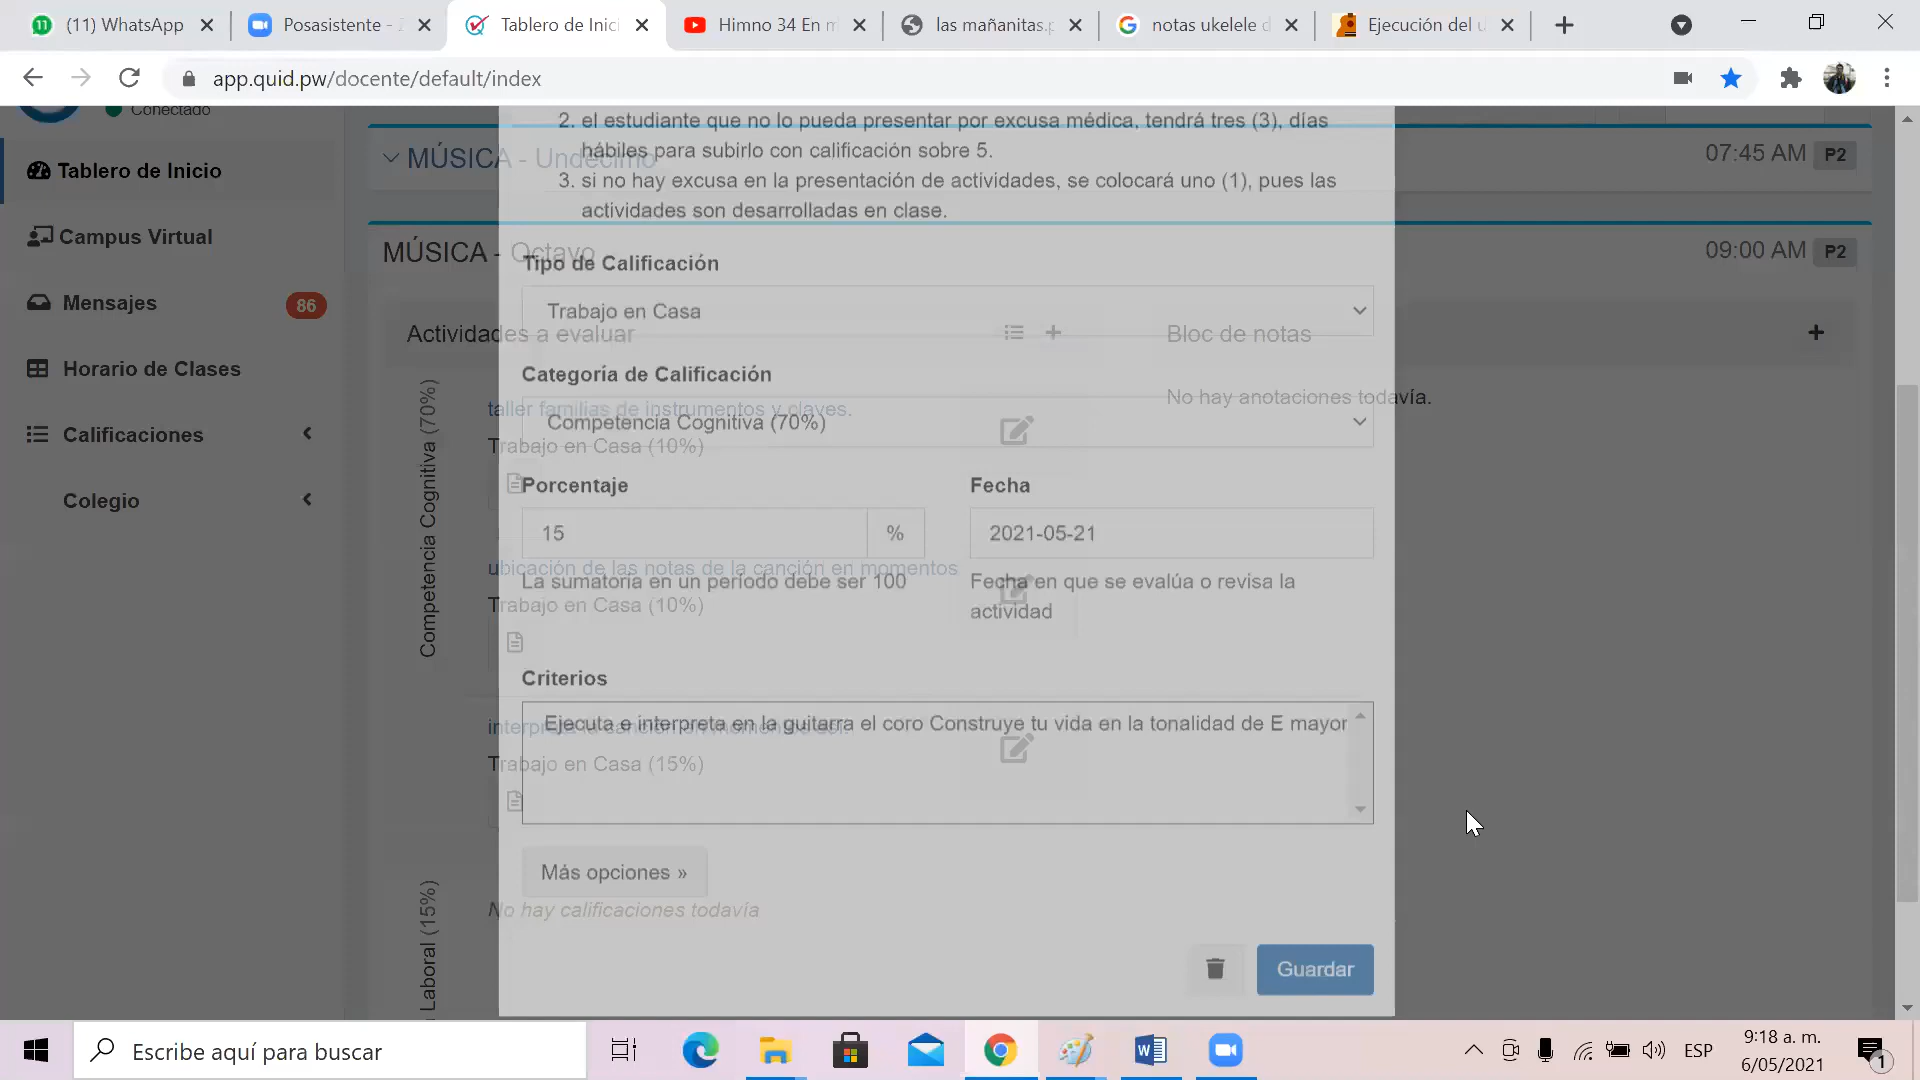 (11) WhatsApp
Posasistente -
Tablero de Inic
Himno 34 En m
las mañanitas.p
notas ukelele d
Ejecución del u
app.quid.pw/docente/default/index
Conectado
Tablero de Inicio
Campus Virtual
Mensajes
86
Horario de Clases
Calificaciones
Colegio
MÚSICA - Undécimo
07:45 AM P2
MÚSICA - Octavo
09:00 AM P2
Actividades a evaluar
Bloc de notas
No hay anotaciones todavía.
Competencia Cognitiva (70%)
taller familias de instrumentos y claves.
Trabajo en Casa (10%)
ubicación de las notas de la canción en momentos
Trabajo en Casa (10%)
Trabajo en Casa (15%)
Laboral (15%)
No hay calificaciones todavía
2. el estudiante que no lo pueda presentar por excusa médica, tendrá tres (3), días
hábiles para subirlo con calificación sobre 5.
3. si no hay excusa en la presentación de actividades, se colocará uno (1), pues las
actividades son desarrolladas en clase.
Tipo de Calificación
Trabajo en Casa
Categoría de Calificación
Competencia Cognitiva (70%)
Porcentaje
15
%
La sumatoria en un período debe ser 100
Fecha
2021-05-21
Fecha en que se evalúa o revisa la
actividad
Criterios
Ejecuta e interpreta en la guitarra el coro Construye tu vida en la tonalidad de E mayor
Más opciones »
Guardar
Escribe aquí para buscar
ESP
9:18 a. m.
6/05/2021
1